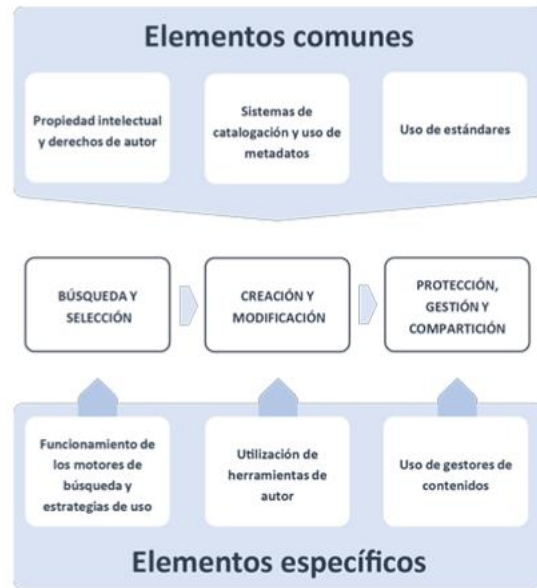 Elementos comunes
Propiedad intelectual
y derechos de autor
Sistemas de
catalogación y uso de
metadatos
Uso de estándares
BÚSQUEDA Y
SELECCIÓN
CREACIÓN Y
MODIFICACIÓN
PROTECCIÓN,
GESTIÓN Y
COMPARTICIÓN
Funcionamiento de
los motores de
búsqueda y
estrategias de uso
Utilización de
herramientas de
autor
Uso de gestores de
contenidos
Elementos específicos